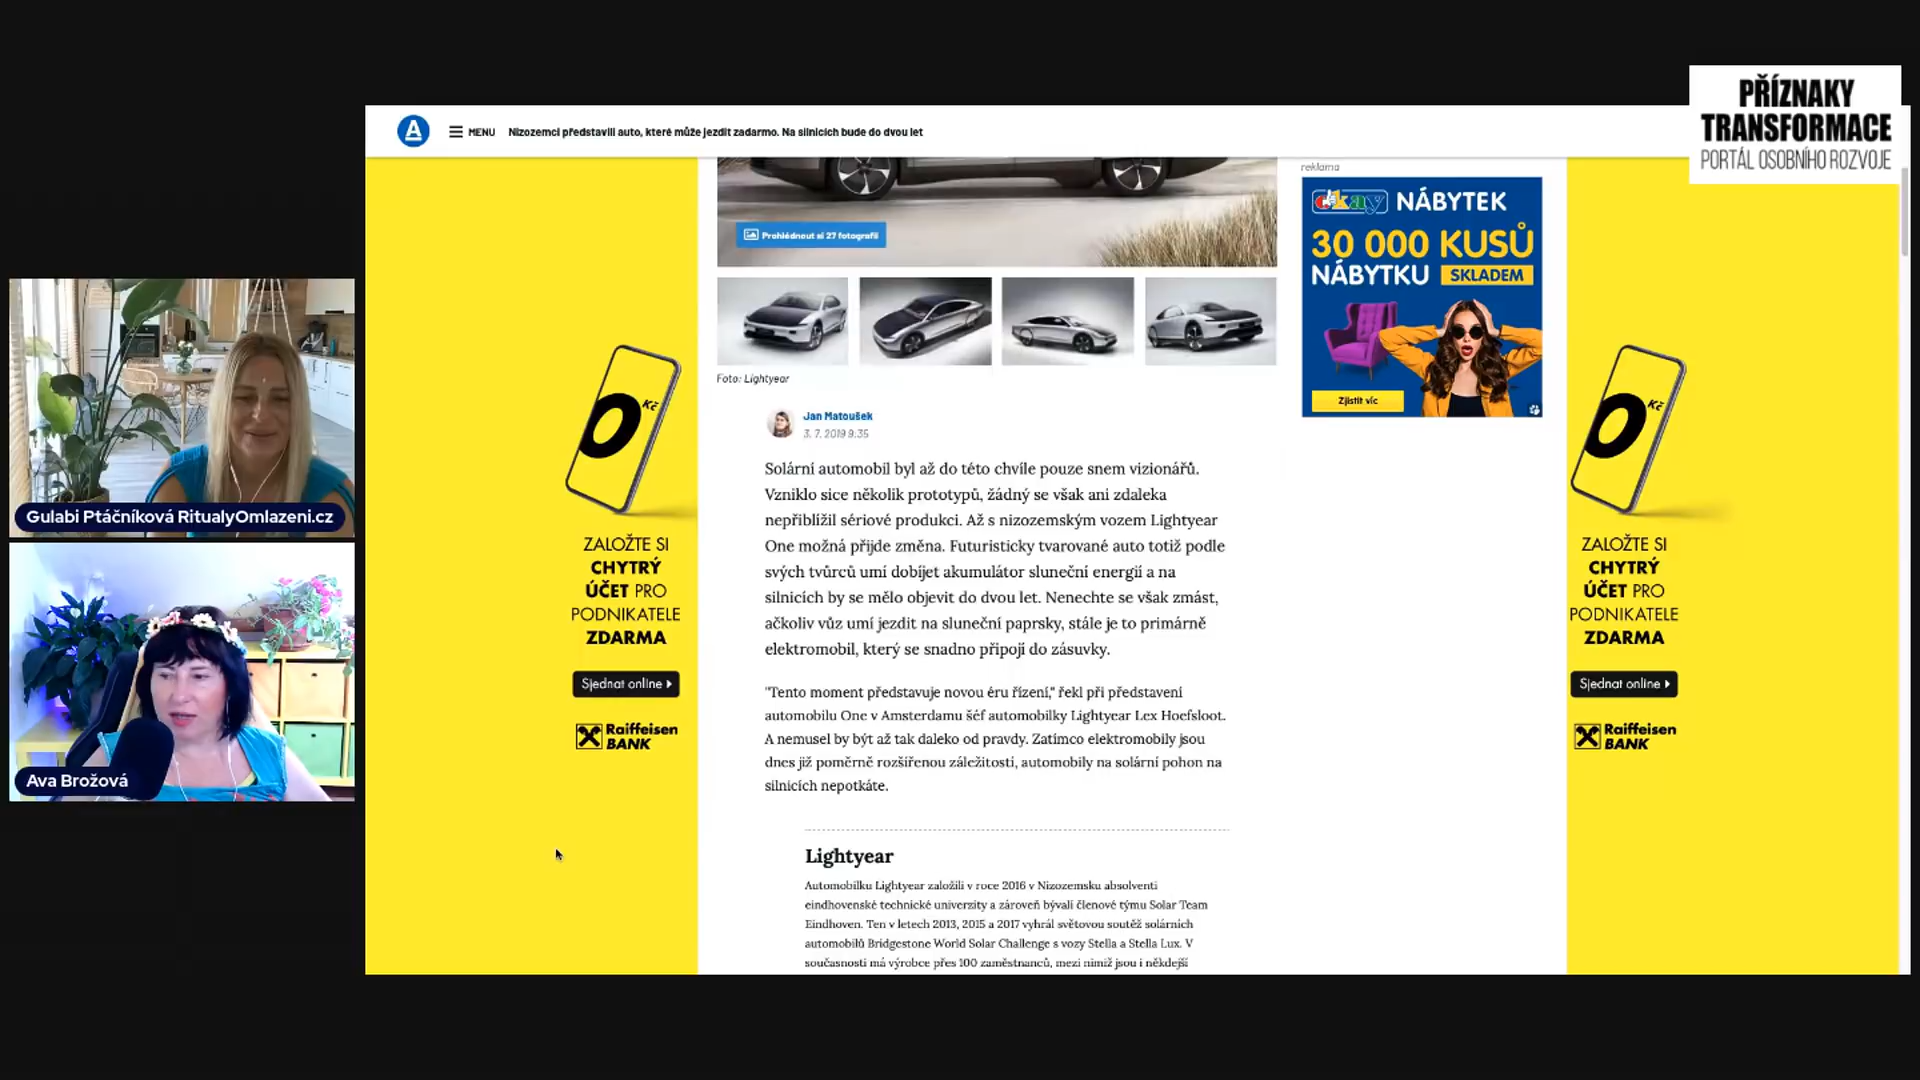 PŘÍZNAKY
TRANSFORMACE
PORTÁL OSOBNÍHO ROZVOJE
A
MENU
Nizozemci představili auto, které může jezdit zadarmo. Na silnicích bude do dvou let
reklama
Prohlédnout si 27 fotografií
okay NÁBYTEK
30 000 KUSŮ
NÁBYTKU SKLADEM
Zjistit víc
Foto: Lightyear
Jan Matoušek
3. 7. 2019 9:35
Solární automobil byl až do této chvíle pouze snem vizionářů.
Vzniklo sice několik prototypů, žádný se však ani zdaleka
nepřiblížil sériové produkci. Až s nizozemským vozem Lightyear
One možná přijde změna. Futuristicky tvarované auto totiž podle
svých tvůrců umí dobíjet akumulátor sluneční energií a na
silnicích by se mělo objevit do dvou let. Nenechte se však zmást,
ačkoliv vůz umí jezdit na sluneční paprsky, stále je to primárně
elektromobil, který se snadno připojí do zásuvky.
"Tento moment představuje novou éru řízení," řekl při představení
automobilu One v Amsterdamu šéf automobilky Lightyear Lex Hoefsloot.
A nemusel by být až tak daleko od pravdy. Zatímco elektromobily jsou
dnes již poměrně rozšířenou záležitostí, automobily na solární pohon na
silnicích nepotkáte.
Lightyear
Automobilku Lightyear založili v roce 2016 v Nizozemsku absolventi
eindhovenské technické univerzity a zároveň bývalí členové týmu Solar Team
Eindhoven. Ten v letech 2013, 2015 a 2017 vyhrál světovou soutěž solárních
automobilů Bridgestone World Solar Challenge s vozy Stella a Stella Lux. V
současnosti má výrobce přes 100 zaměstnanců, mezi nimiž jsou i někdejší
0 Kč
ZALOŽTE SI
CHYTRÝ
ÚČET PRO
PODNIKATELE
ZDARMA
Sjednat online
Raiffeisen
BANK
0 Kč
ZALOŽTE SI
CHYTRÝ
ÚČET PRO
PODNIKATELE
ZDARMA
Sjednat online
Raiffeisen
BANK
Gulabi Ptáčníková RitualyOmlazeni.cz
Ava Brožová